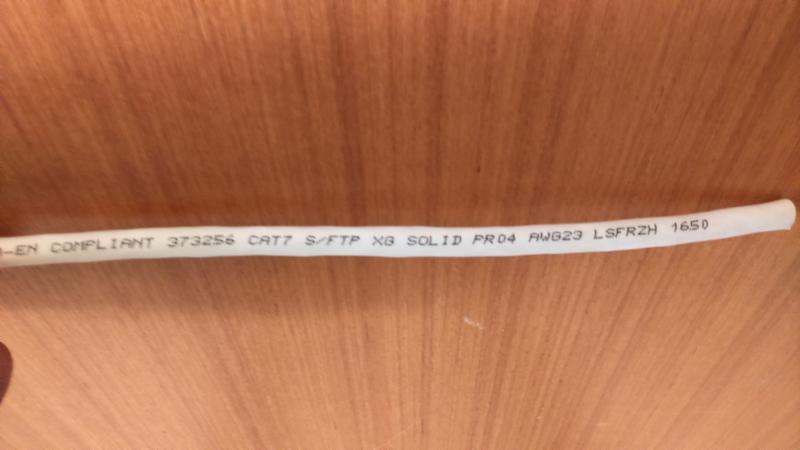 -EN COMPLIANT 373256 CAT7 S/FTP XG SOLID PR04 AWG23 LSFRZH 1650